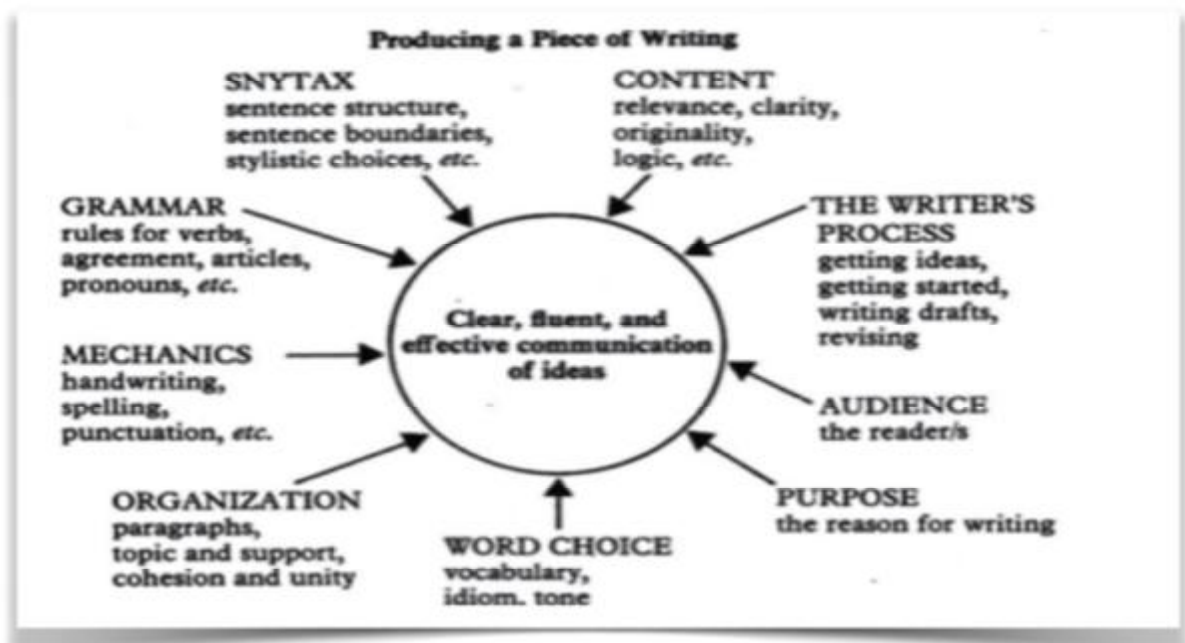 Producing a Piece of Writing
SNYTAX
sentence structure,
sentence boundaries,
stylistic choices, etc.
CONTENT
relevance, clarity,
originality,
logic, etc.
GRAMMAR
rules for verbs,
agreement, articles,
pronouns, etc.
THE WRITER'S
PROCESS
getting ideas,
getting started,
writing drafts,
revising
Clear, fluent, and
effective communication
of ideas
MECHANICS
handwriting,
spelling,
punctuation, etc.
AUDIENCE
the reader/s
ORGANIZATION
paragraphs,
topic and support,
cohesion and unity
WORD CHOICE
vocabulary,
idiom. tone
PURPOSE
the reason for writing